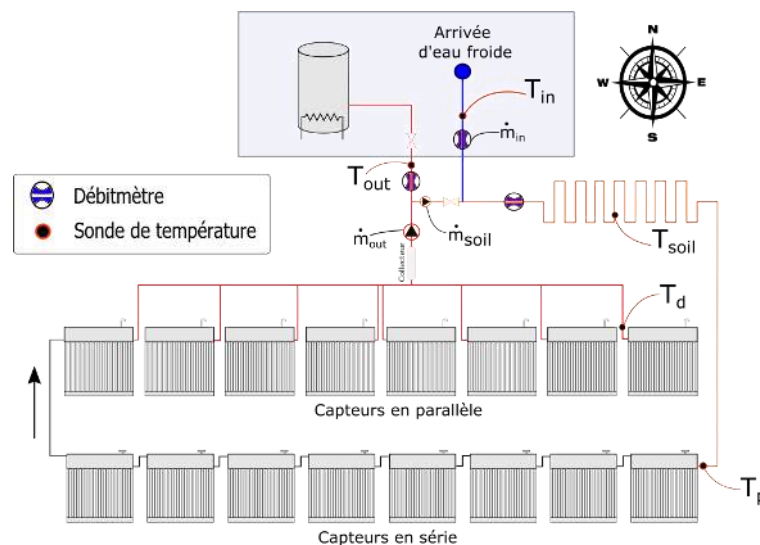 Arrivée
d'eau froide
N
W
E
S
T_in
ṁ_in
T_out
Débitmètre
Sonde de température
ṁ_out
ṁ_soil
T_soil
Collecteur
T_d
Capteurs en parallèle
T_p
Capteurs en série